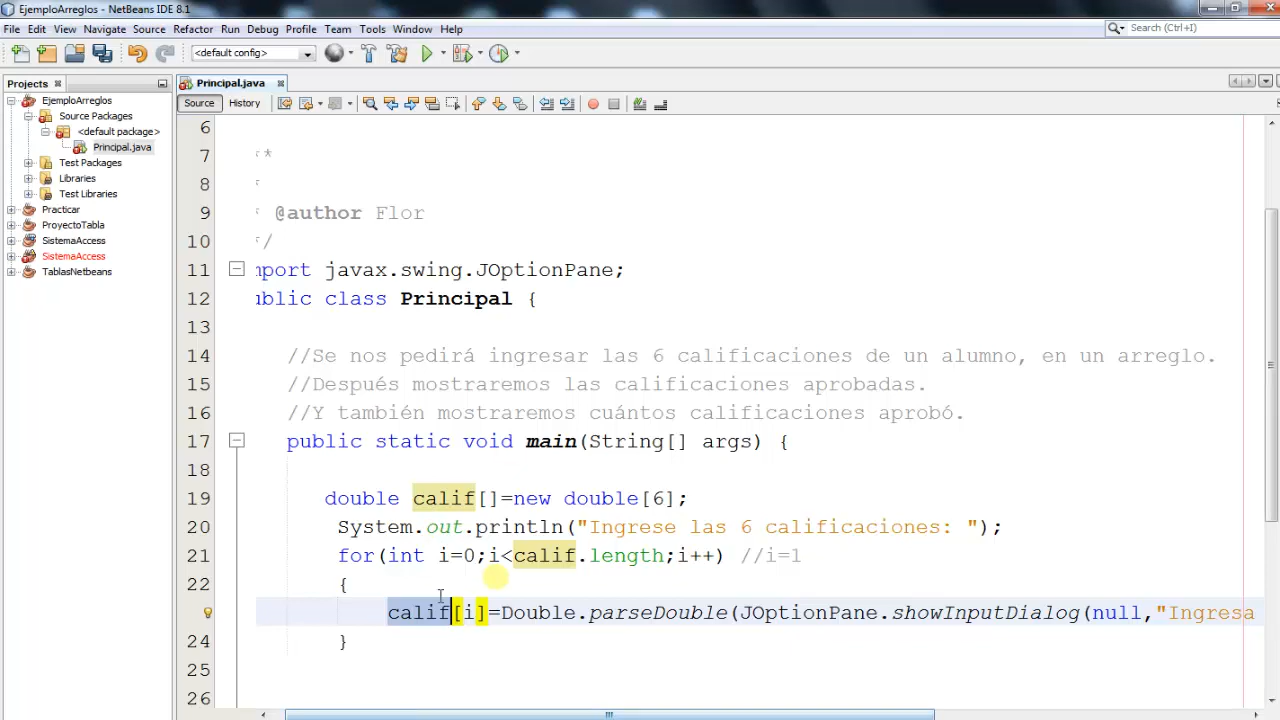 EjemploArreglos - NetBeans IDE 8.1
File Edit View Navigate Source Refactor Run Debug Profile Team Tools Window Help
Search (Ctrl+I)
<default config>
Projects
Principal.java
Source History
EjemploArreglos
Source Packages
<default package>
Principal.java
Test Packages
Libraries
Test Libraries
Practicar
ProyectoTabla
SistemaAccess
SistemaAccess
TablasNetbeans
6
7 *
8
9 @author Flor
10 /
11 mport javax.swing.JOptionPane;
12 ublic class Principal {
13
14 //Se nos pedirá ingresar las 6 calificaciones de un alumno, en un arreglo.
15 //Después mostraremos las calificaciones aprobadas.
16 //Y también mostraremos cuántos calificaciones aprobó.
17 public static void main(String[] args) {
18
19 double calif[]=new double[6];
20 System.out.println("Ingrese las 6 calificaciones: ");
21 for(int i=0;i<calif.length;i++) //i=1
22 {
calif[i]=Double.parseDouble(JOptionPane.showInputDialog(null,"Ingresa
24 }
25
26